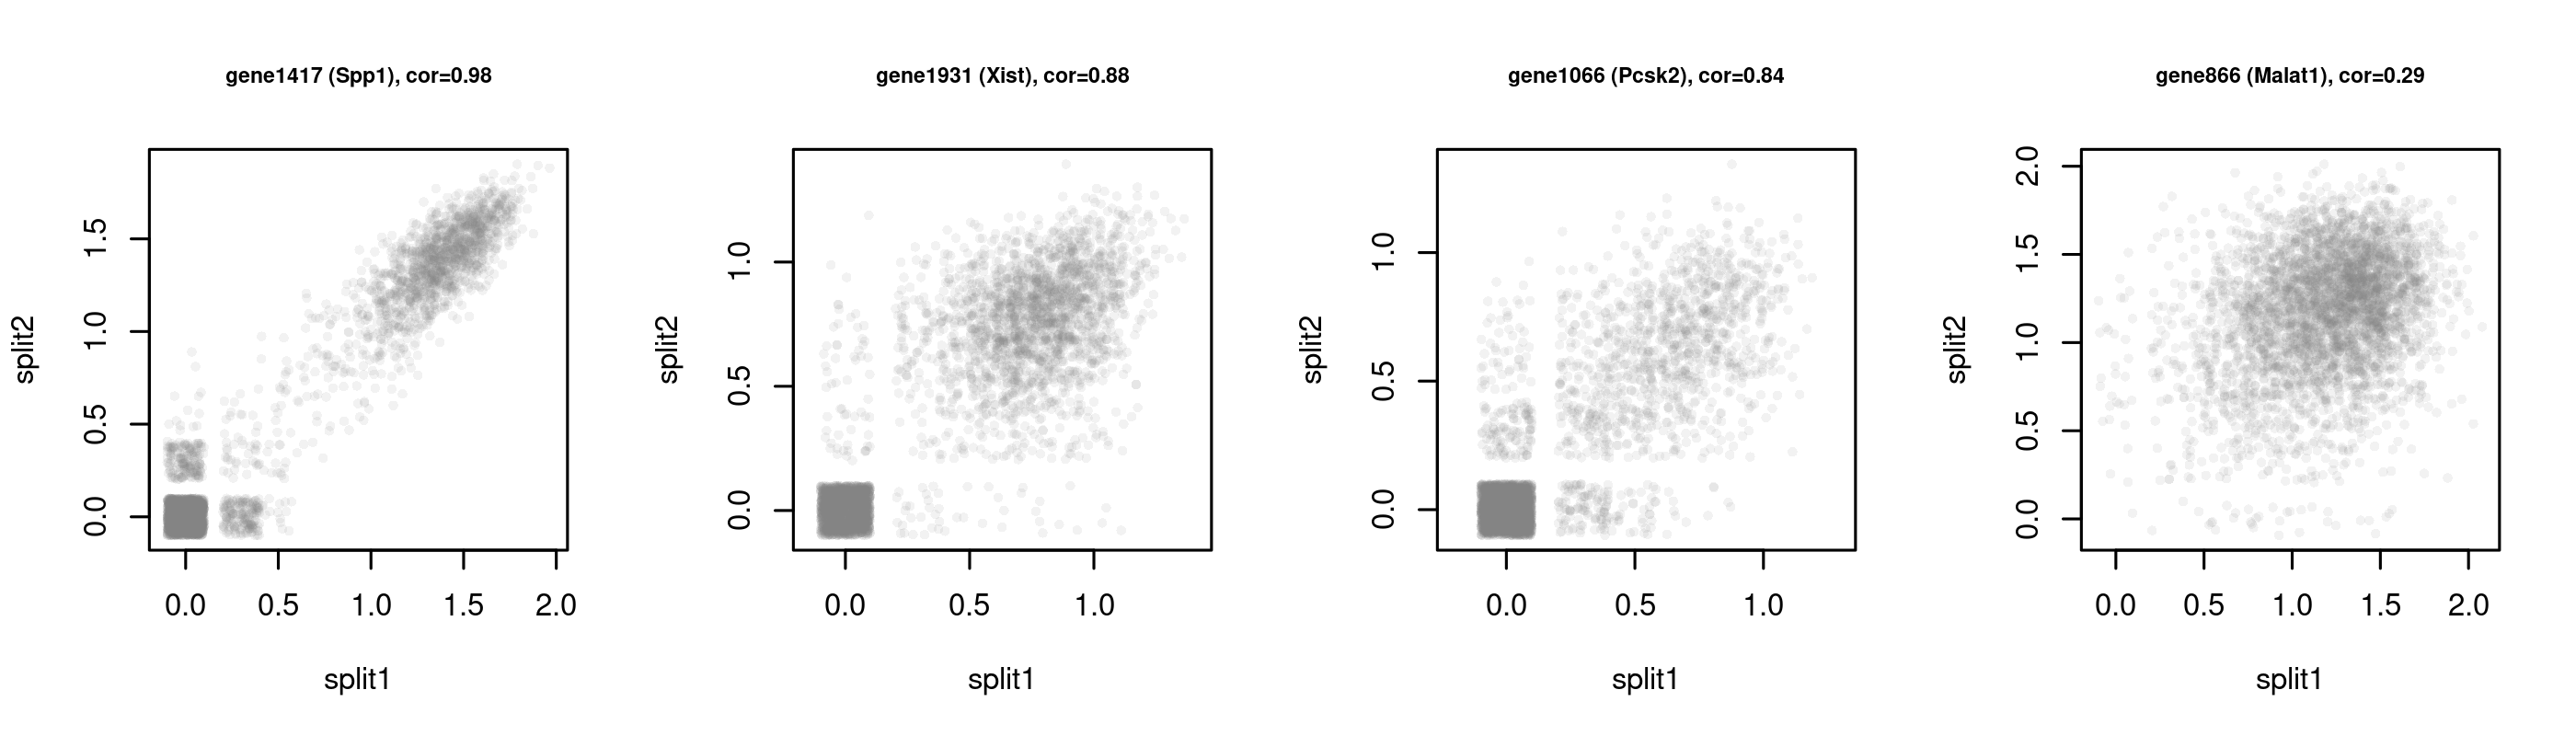 gene1417 (Spp1), cor=0.98
split2
0.0 0.5 1.0 1.5
0.0 0.5 1.0 1.5 2.0
split1
gene1931 (Xist), cor=0.88
split2
0.0 0.5 1.0
0.0 0.5 1.0
split1
gene1066 (Pcsk2), cor=0.84
split2
0.0 0.5 1.0
0.0 0.5 1.0
split1
gene866 (Malat1), cor=0.29
split2
0.0 0.5 1.0 1.5 2.0
0.0 0.5 1.0 1.5 2.0
split1